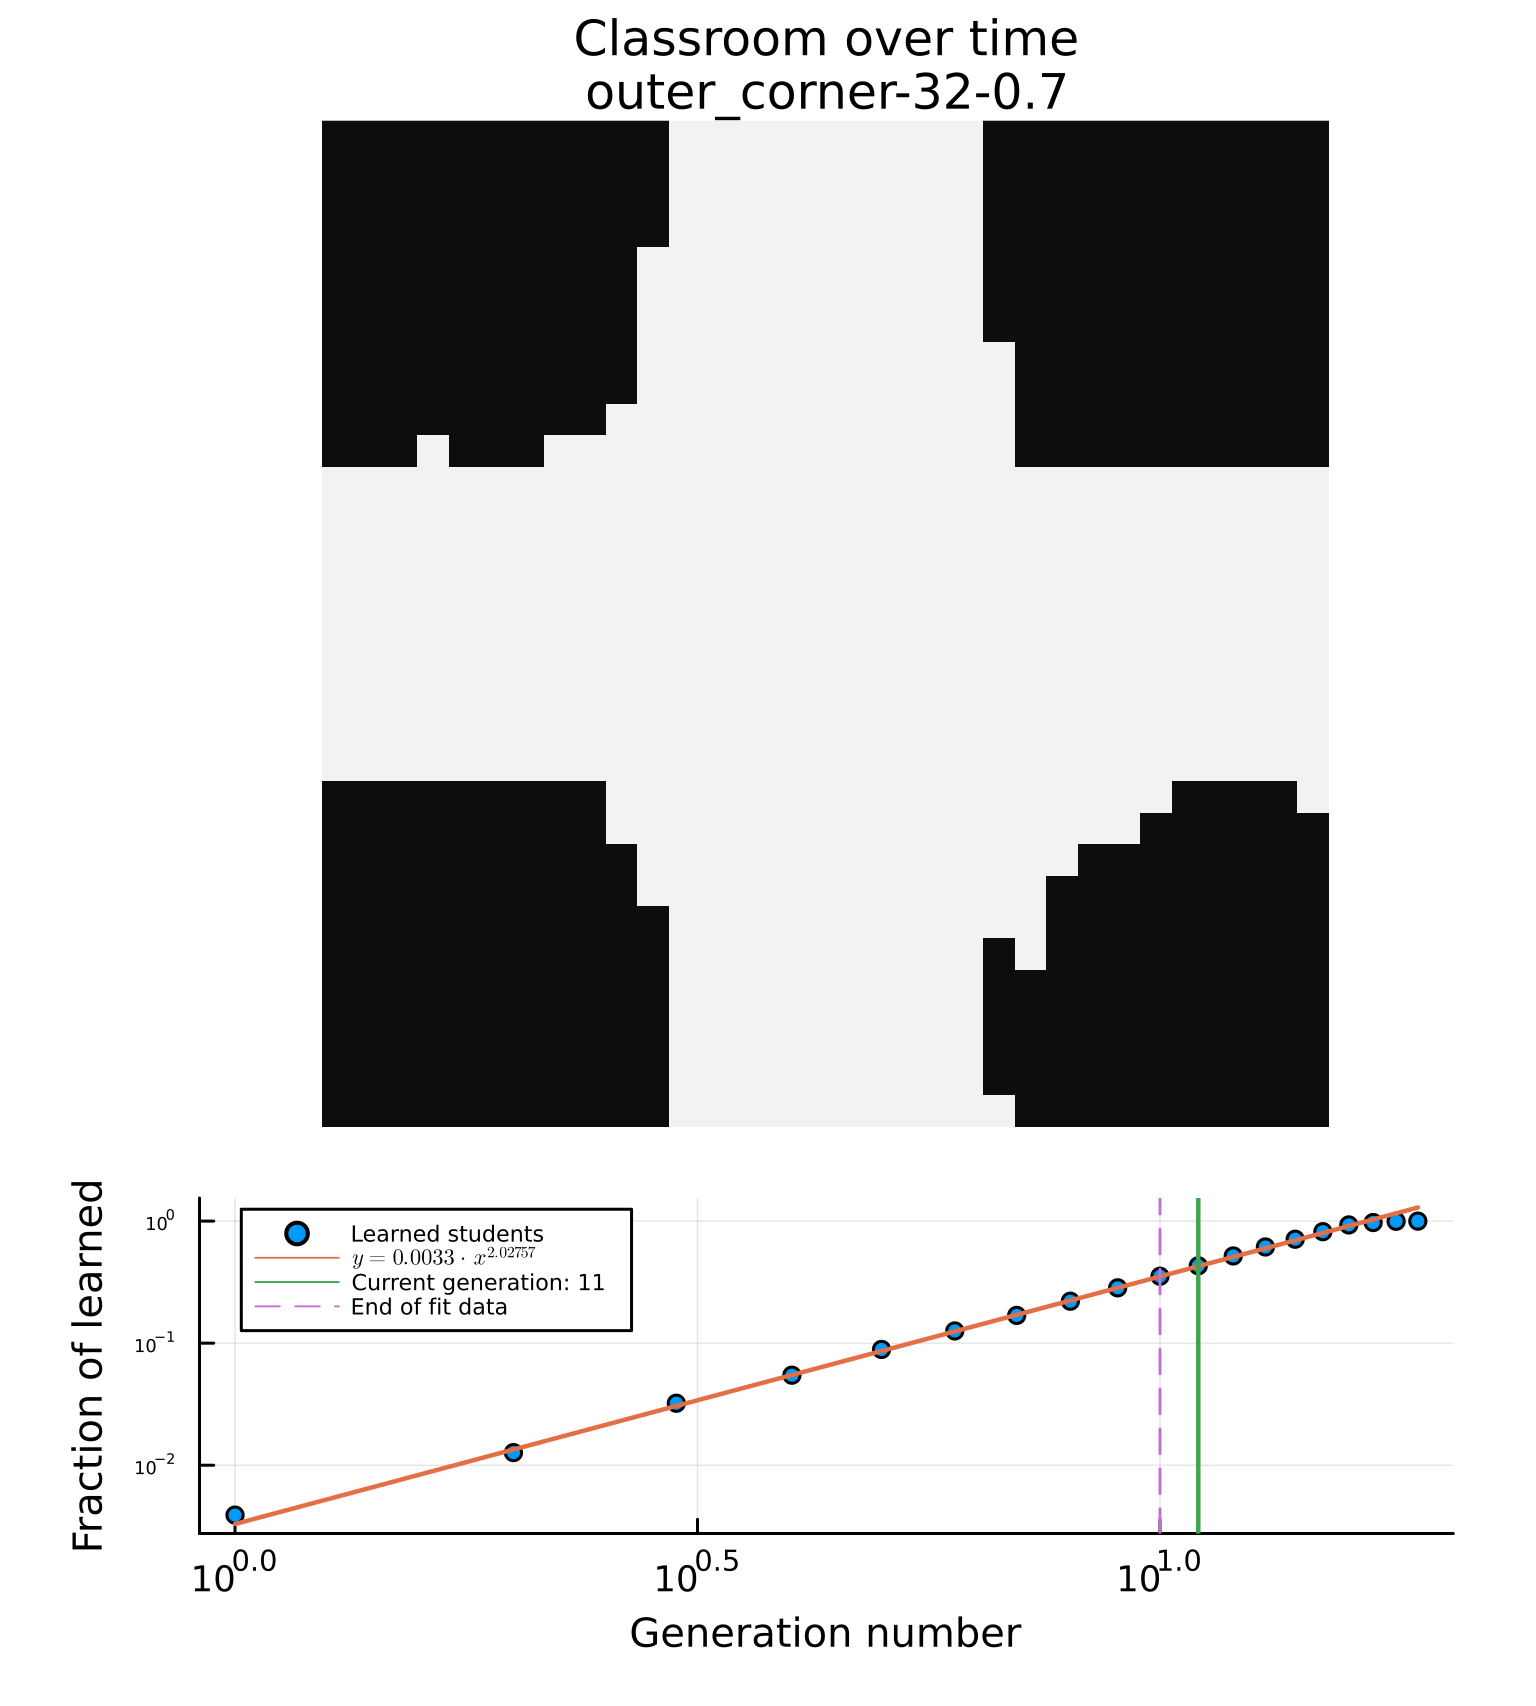 Classroom over time
outer_corner-32-0.7
Fraction of learned
10⁰
10⁻¹
10⁻²
Learned students
y = 0.0033 · x^2.02757
Current generation: 11
End of fit data
10^0.0
10^0.5
10^1.0
Generation number